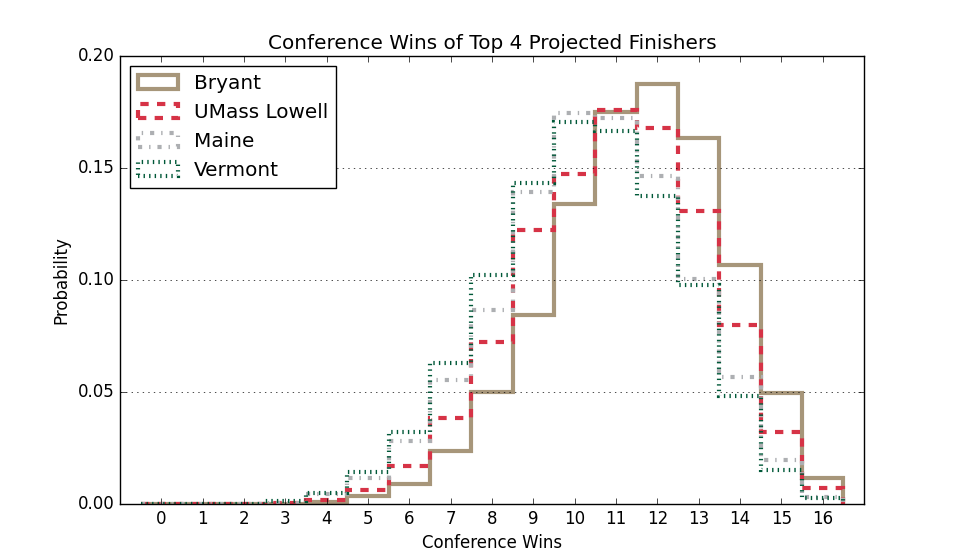 Conference Wins of Top 4 Projected Finishers
0.20
0.15
0.10
0.05
0.00
Probability
Bryant
UMass Lowell
Maine
Vermont
0 1 2 3 4 5 6 7 8 9 10 11 12 13 14 15 16
Conference Wins